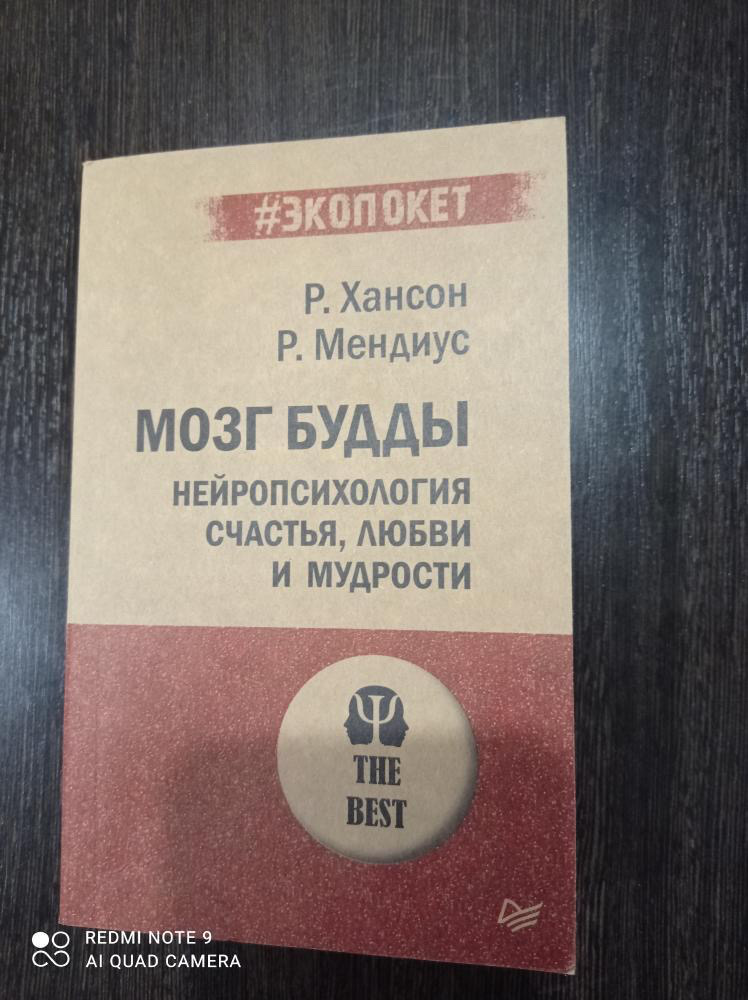 #ЭКОПОКЕТ
Р. Хансон
Р. Мендиус
МОЗГ БУДДЫ
НЕЙРОПСИХОЛОГИЯ
СЧАСТЬЯ, ЛЮБВИ
И МУДРОСТИ
THE
BEST
REDMI NOTE 9
AI QUAD CAMERA